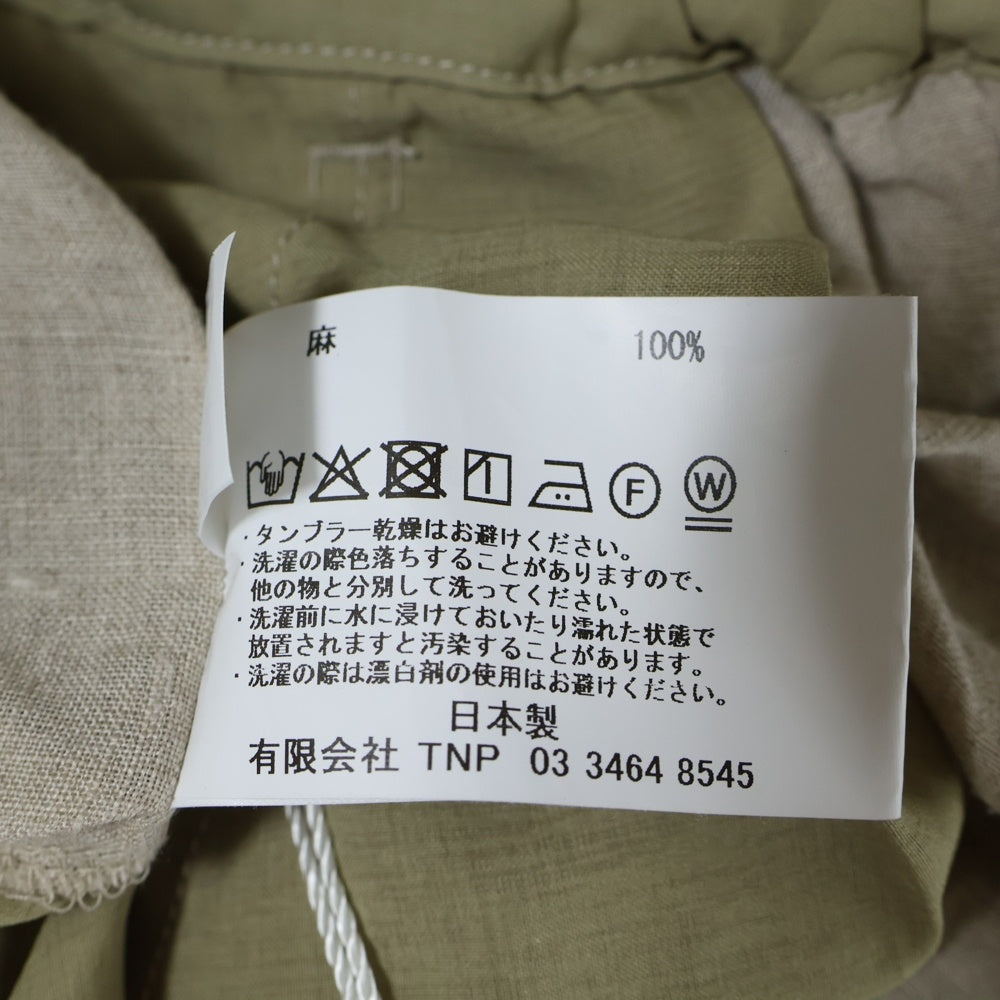 麻 100%
F W
・タンブラー乾燥はお避けください。
・洗濯の際色落ちすることがありますので、
他の物と分別して洗ってください。
・洗濯前に水に浸けておいたり濡れた状態で
放置されますと汚染することがあります。
・洗濯の際は漂白剤の使用はお避けください。
日本製
有限会社 TNP 03 3464 8545